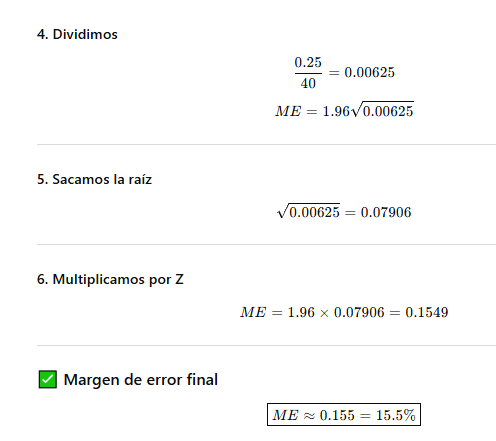 4. Dividimos
0.25/40 = 0.00625
ME = 1.96√0.00625
5. Sacamos la raíz
√0.00625 = 0.07906
6. Multiplicamos por Z
ME = 1.96 × 0.07906 = 0.1549
✅ Margen de error final
ME ≈ 0.155 = 15.5%